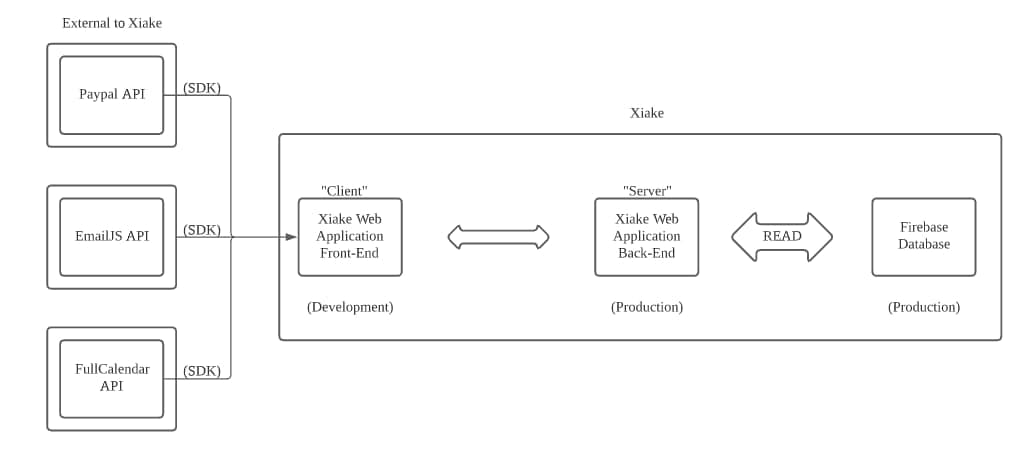 External to Xiake
Paypal API
(SDK)
EmailJS API
(SDK)
FullCalendar
API
(SDK)
Xiake
"Client"
Xiake Web
Application
Front-End
(Development)
"Server"
Xiake Web
Application
Back-End
(Production)
READ
Firebase
Database
(Production)